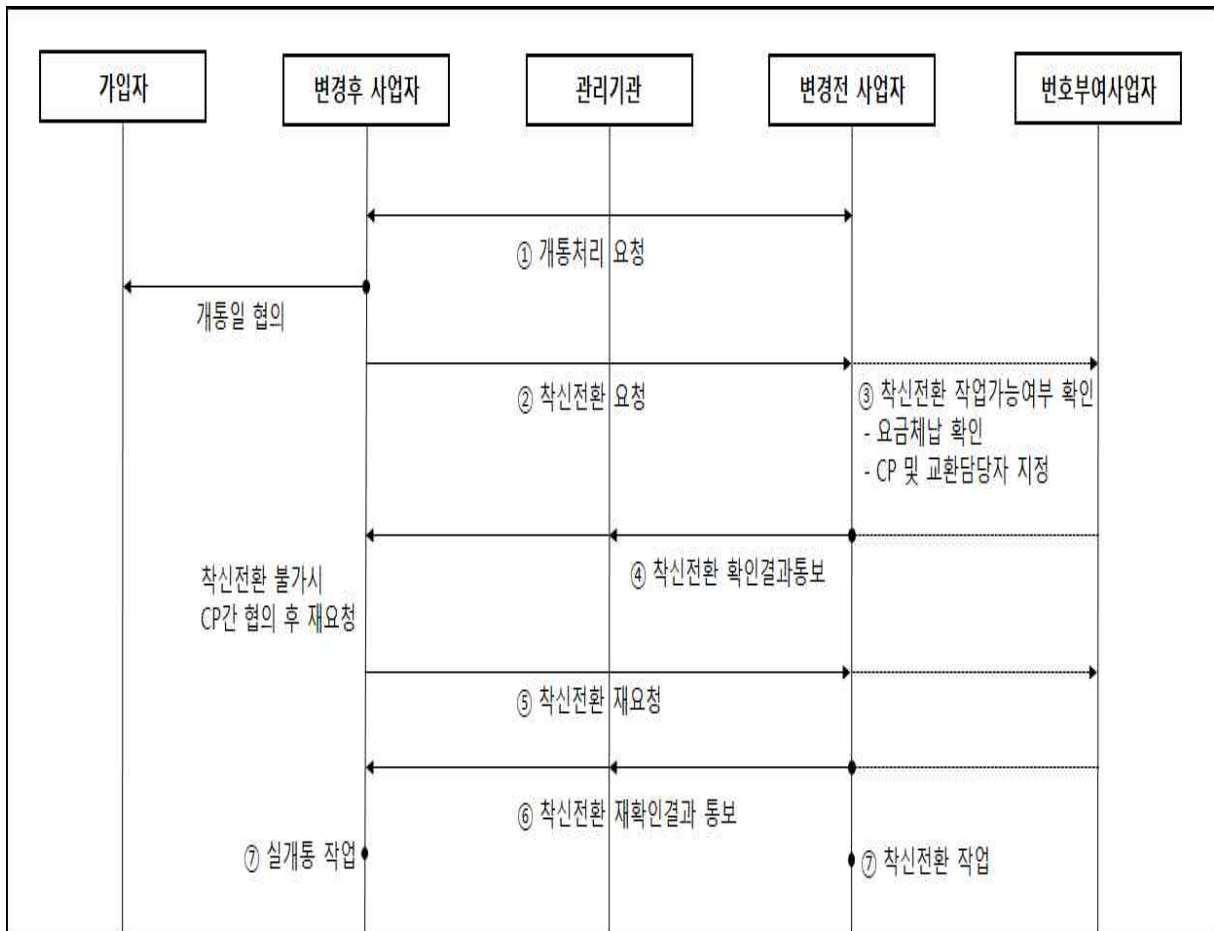 가입자
변경후 사업자
관리기관
변경전 사업자
번호부여사업자
① 개통처리 요청
개통일 협의
② 착신전환 요청
③ 착신전환 작업가능여부 확인
- 요금체납 확인
- CP 및 교환담당자 지정
④ 착신전환 확인결과통보
착신전환 불가시
CP간 협의 후 재요청
⑤ 착신전환 재요청
⑥ 착신전환 재확인결과 통보
⑦ 실개통 작업
⑦ 착신전환 작업